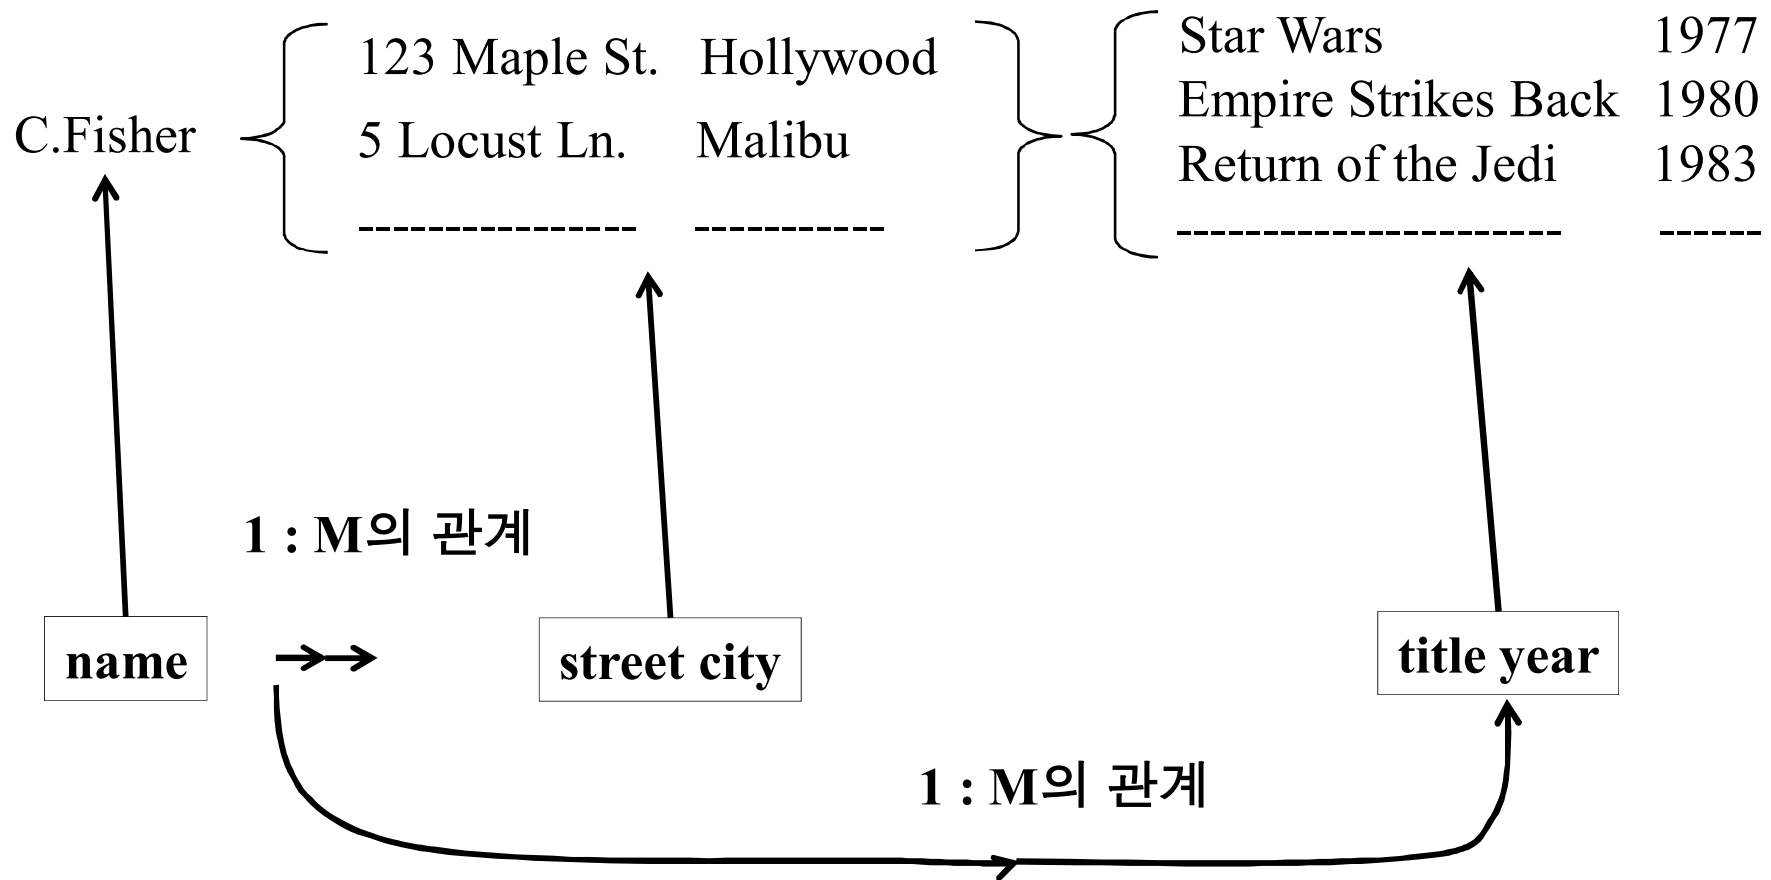 123 Maple St. Hollywood
5 Locust Ln. Malibu
C.Fisher
Star Wars 1977
Empire Strikes Back 1980
Return of the Jedi 1983
1 : M의 관계
name
street city
title year
1 : M의 관계